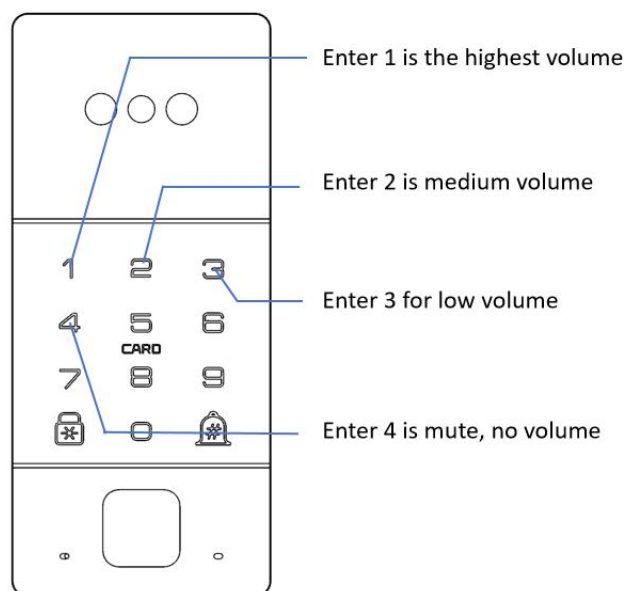 Enter 1 is the highest volume
Enter 2 is medium volume
1 2 3
Enter 3 for low volume
4 5 6
CARD
7 8 9
* 0 #
Enter 4 is mute, no volume